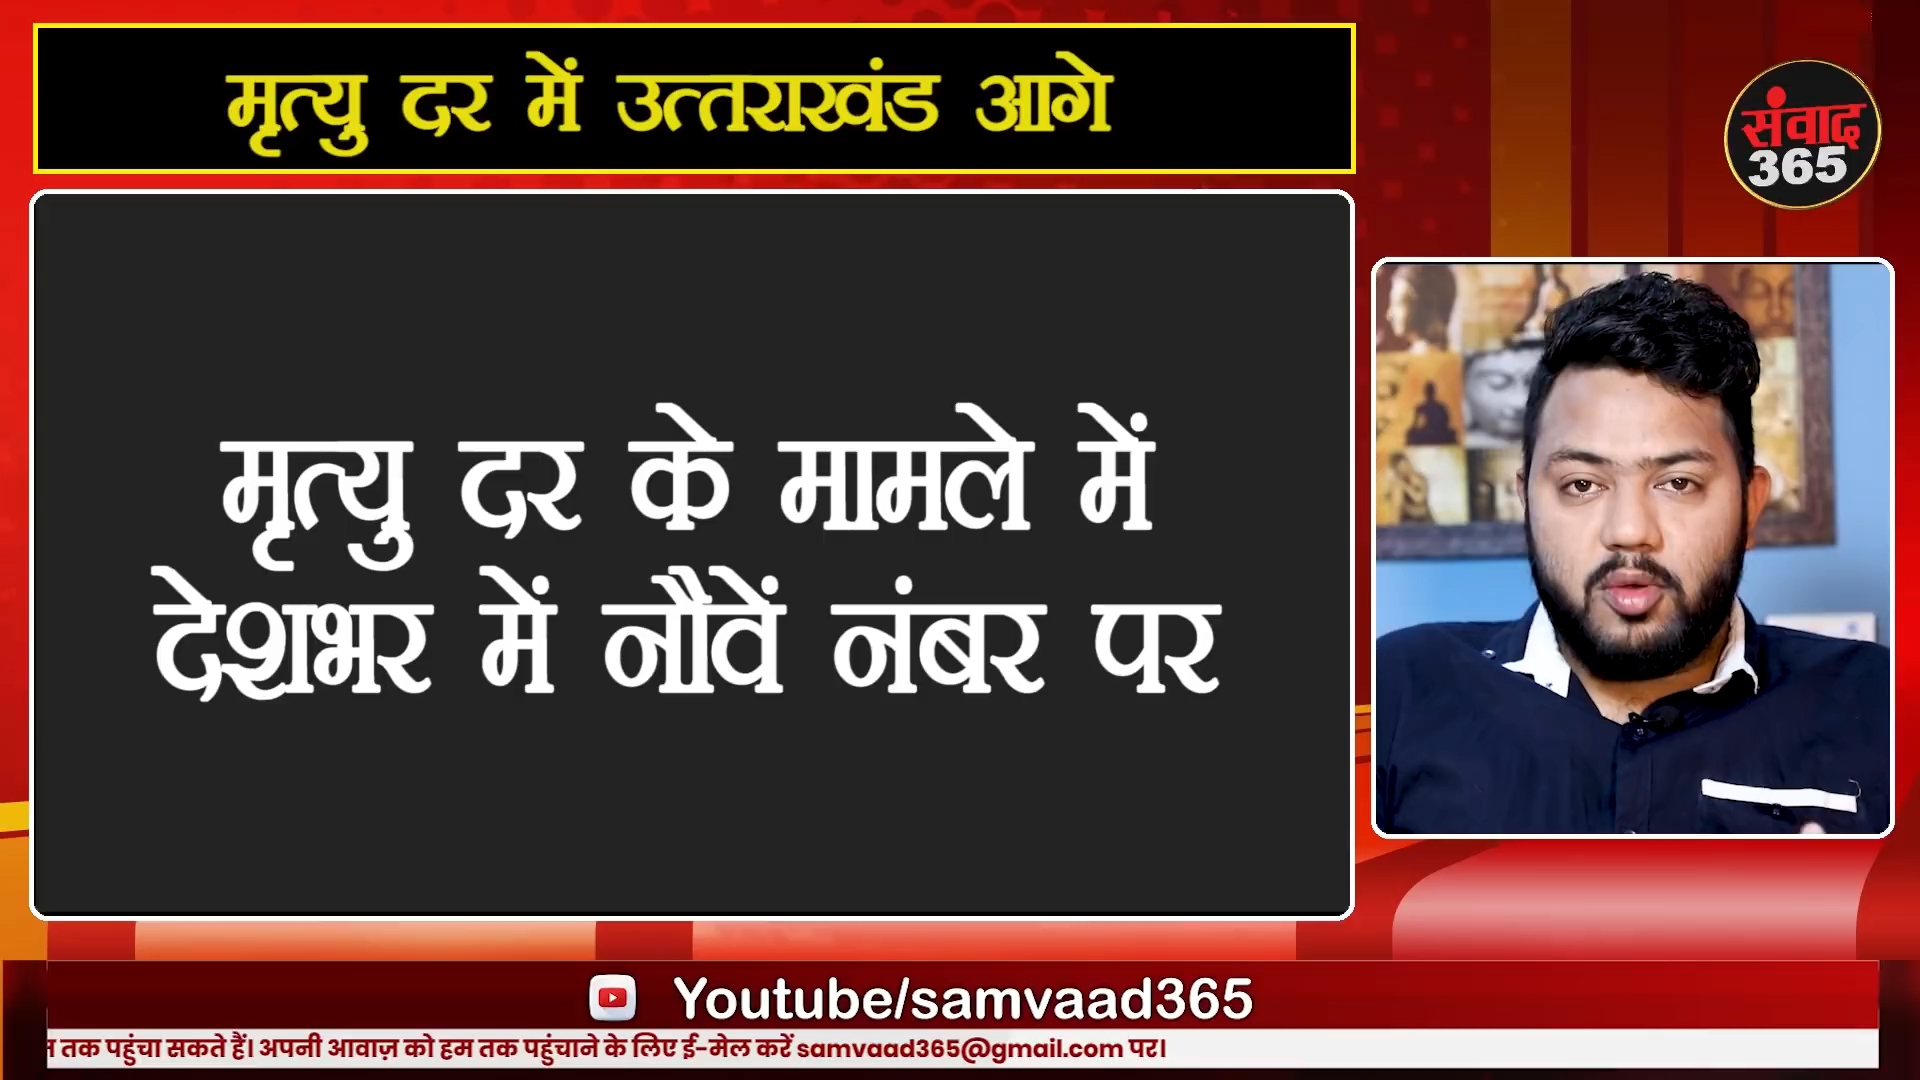 मृत्यु दर में उत्तराखंड आगे
संवाद
365
मृत्यु दर के मामले में
देशभर में नौवें नंबर पर
Youtube/samvaad365
तक पहुंचा सकते हैं। अपनी आवाज़ को हम तक पहुंचाने के लिए ई-मेल करें samvaad365@gmail.com पर।